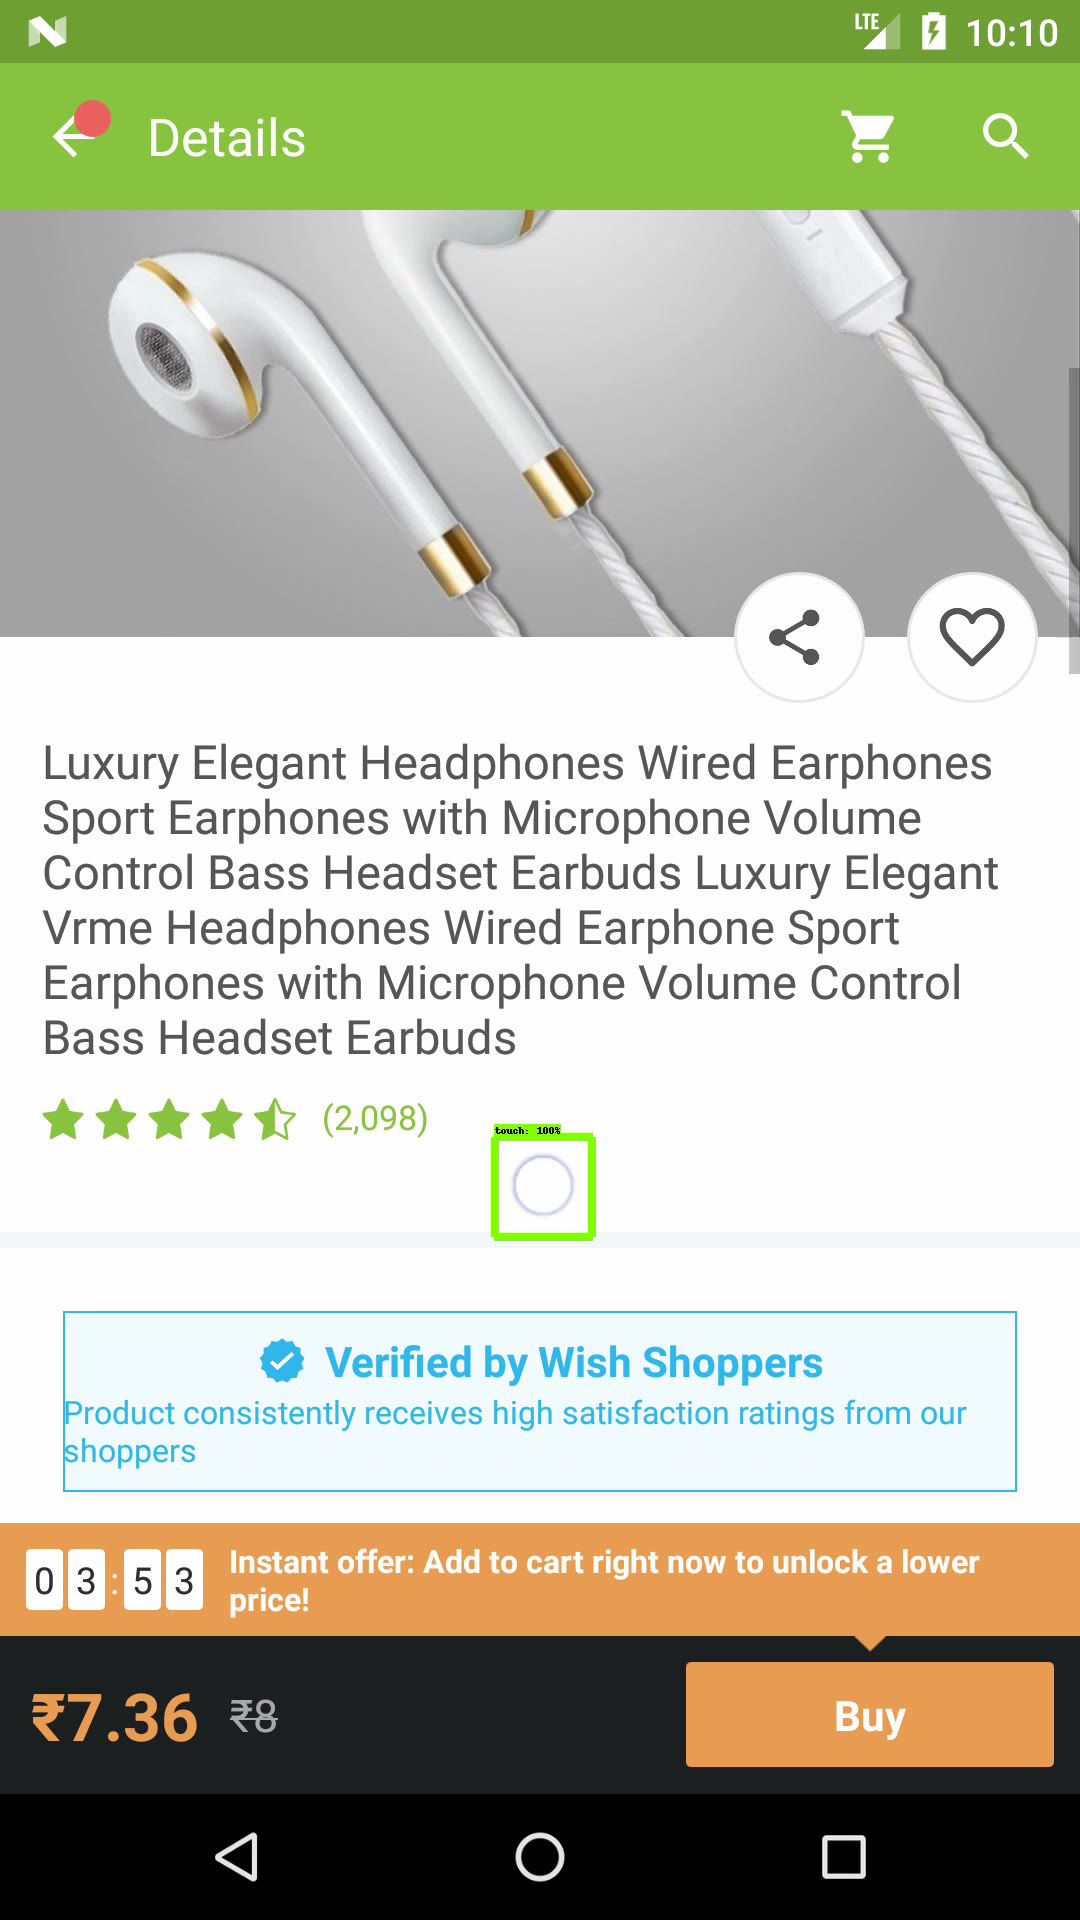 LTE 10:10
Details
Luxury Elegant Headphones Wired Earphones
Sport Earphones with Microphone Volume
Control Bass Headset Earbuds Luxury Elegant
Vrme Headphones Wired Earphone Sport
Earphones with Microphone Volume Control
Bass Headset Earbuds
(2,098)
touch: 100%
Verified by Wish Shoppers
Product consistently receives high satisfaction ratings from our
shoppers
03:53
Instant offer: Add to cart right now to unlock a lower
price!
₹7.36 ₹8
Buy